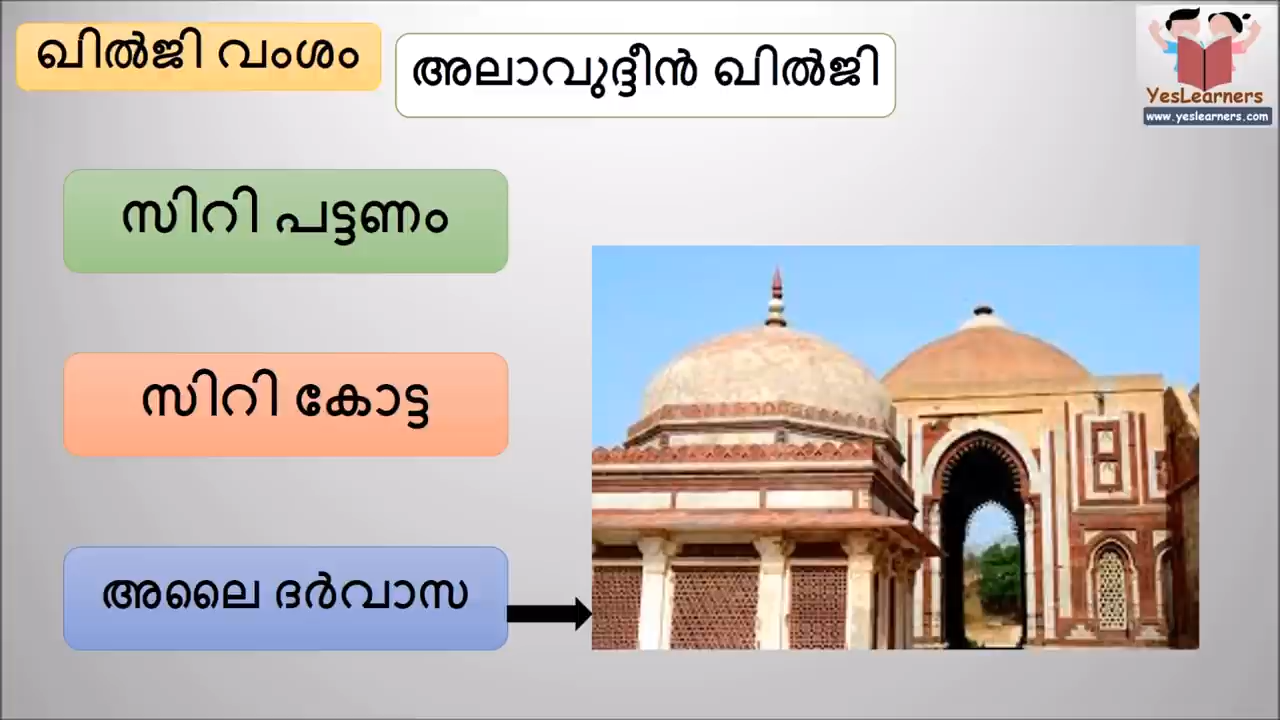 ഖിൽജി വംശം
അലാവുദ്ദീൻ ഖിൽജി
YesLearners
www.yeslearners.com
സിറി പട്ടണം
സിറി കോട്ട
അലൈ ദർവാസ